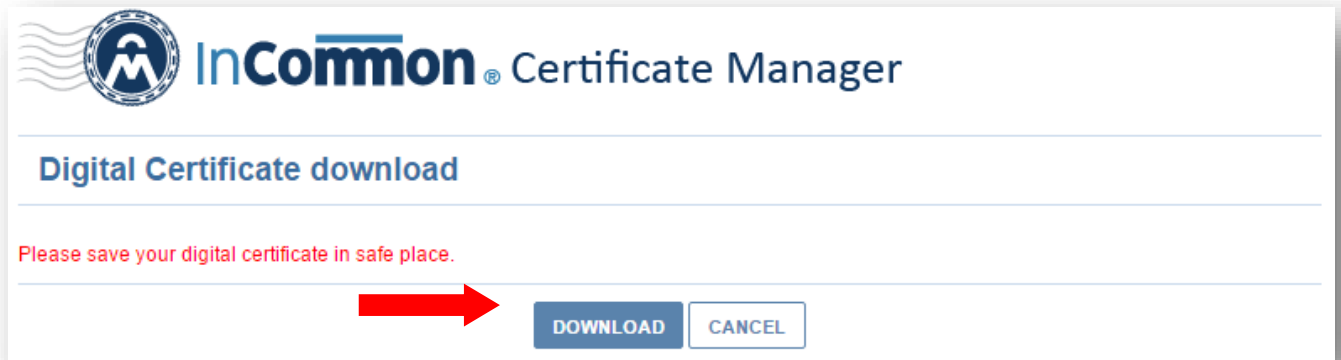 InCommon® Certificate Manager
Digital Certificate download
Please save your digital certificate in safe place.
DOWNLOAD CANCEL